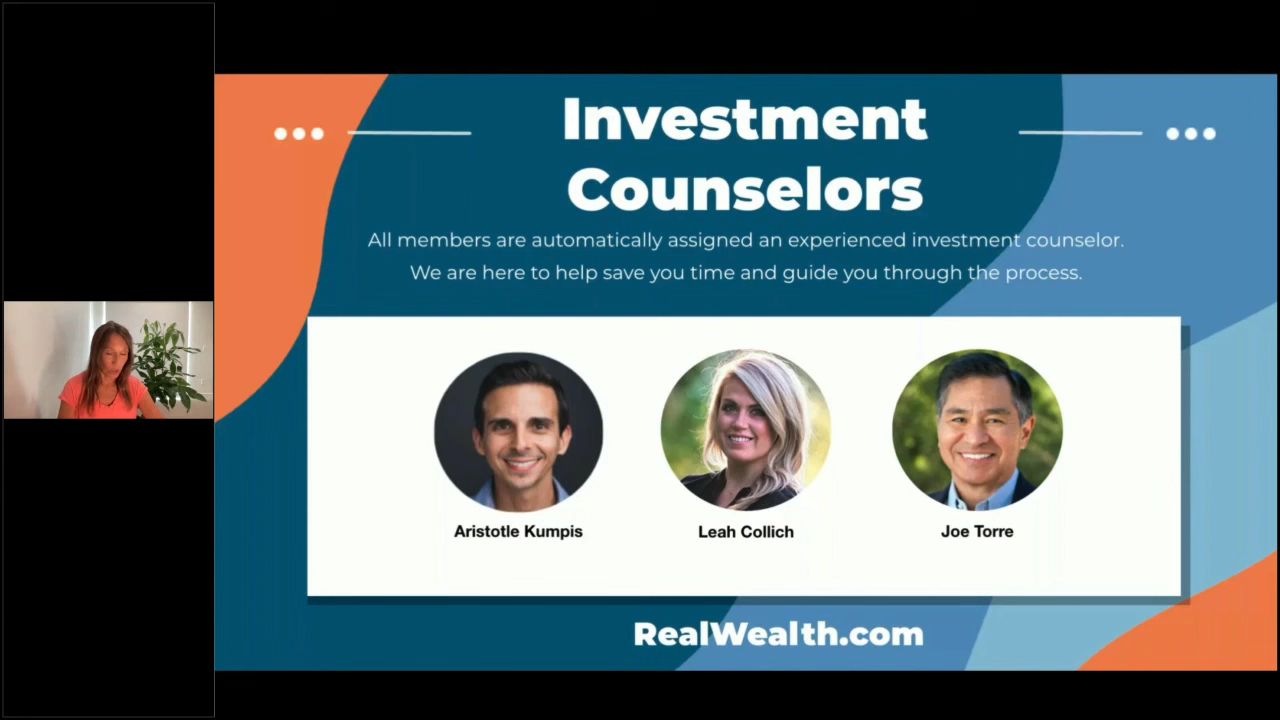 Investment
Counselors
All members are automatically assigned an experienced investment counselor.
We are here to help save you time and guide you through the process.
Aristotle Kumpis
Leah Collich
Joe Torre
RealWealth.com